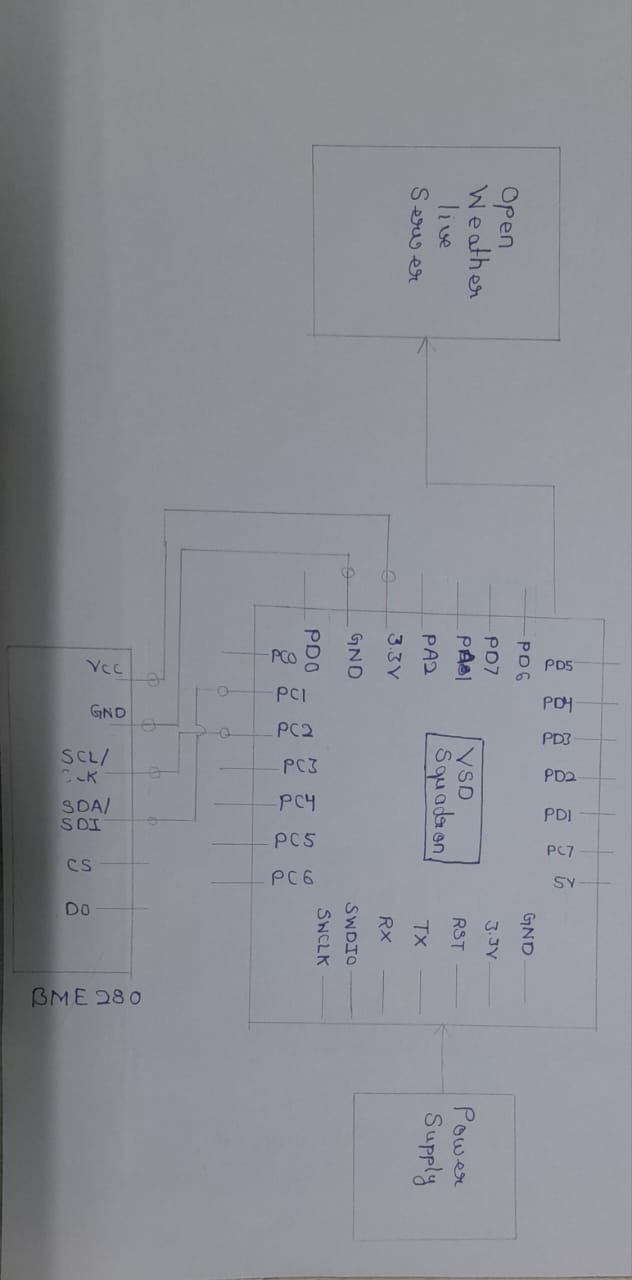 Open
Weather
live
Server
PD5
PD4
PD3
PD2
PD1
PC7
5V
PD6
PD7
PA2
3.3V
GND
PD0
VSD
Squadron
GND
3.3V
RST
TX
RX
SWDIO
SWCLK
Power
Supply
PC0
PC1
PC2
PC3
PC4
PC5
PC6
VCC
GND
SCL/
SDA/
SDI
CS
DO
BME 280